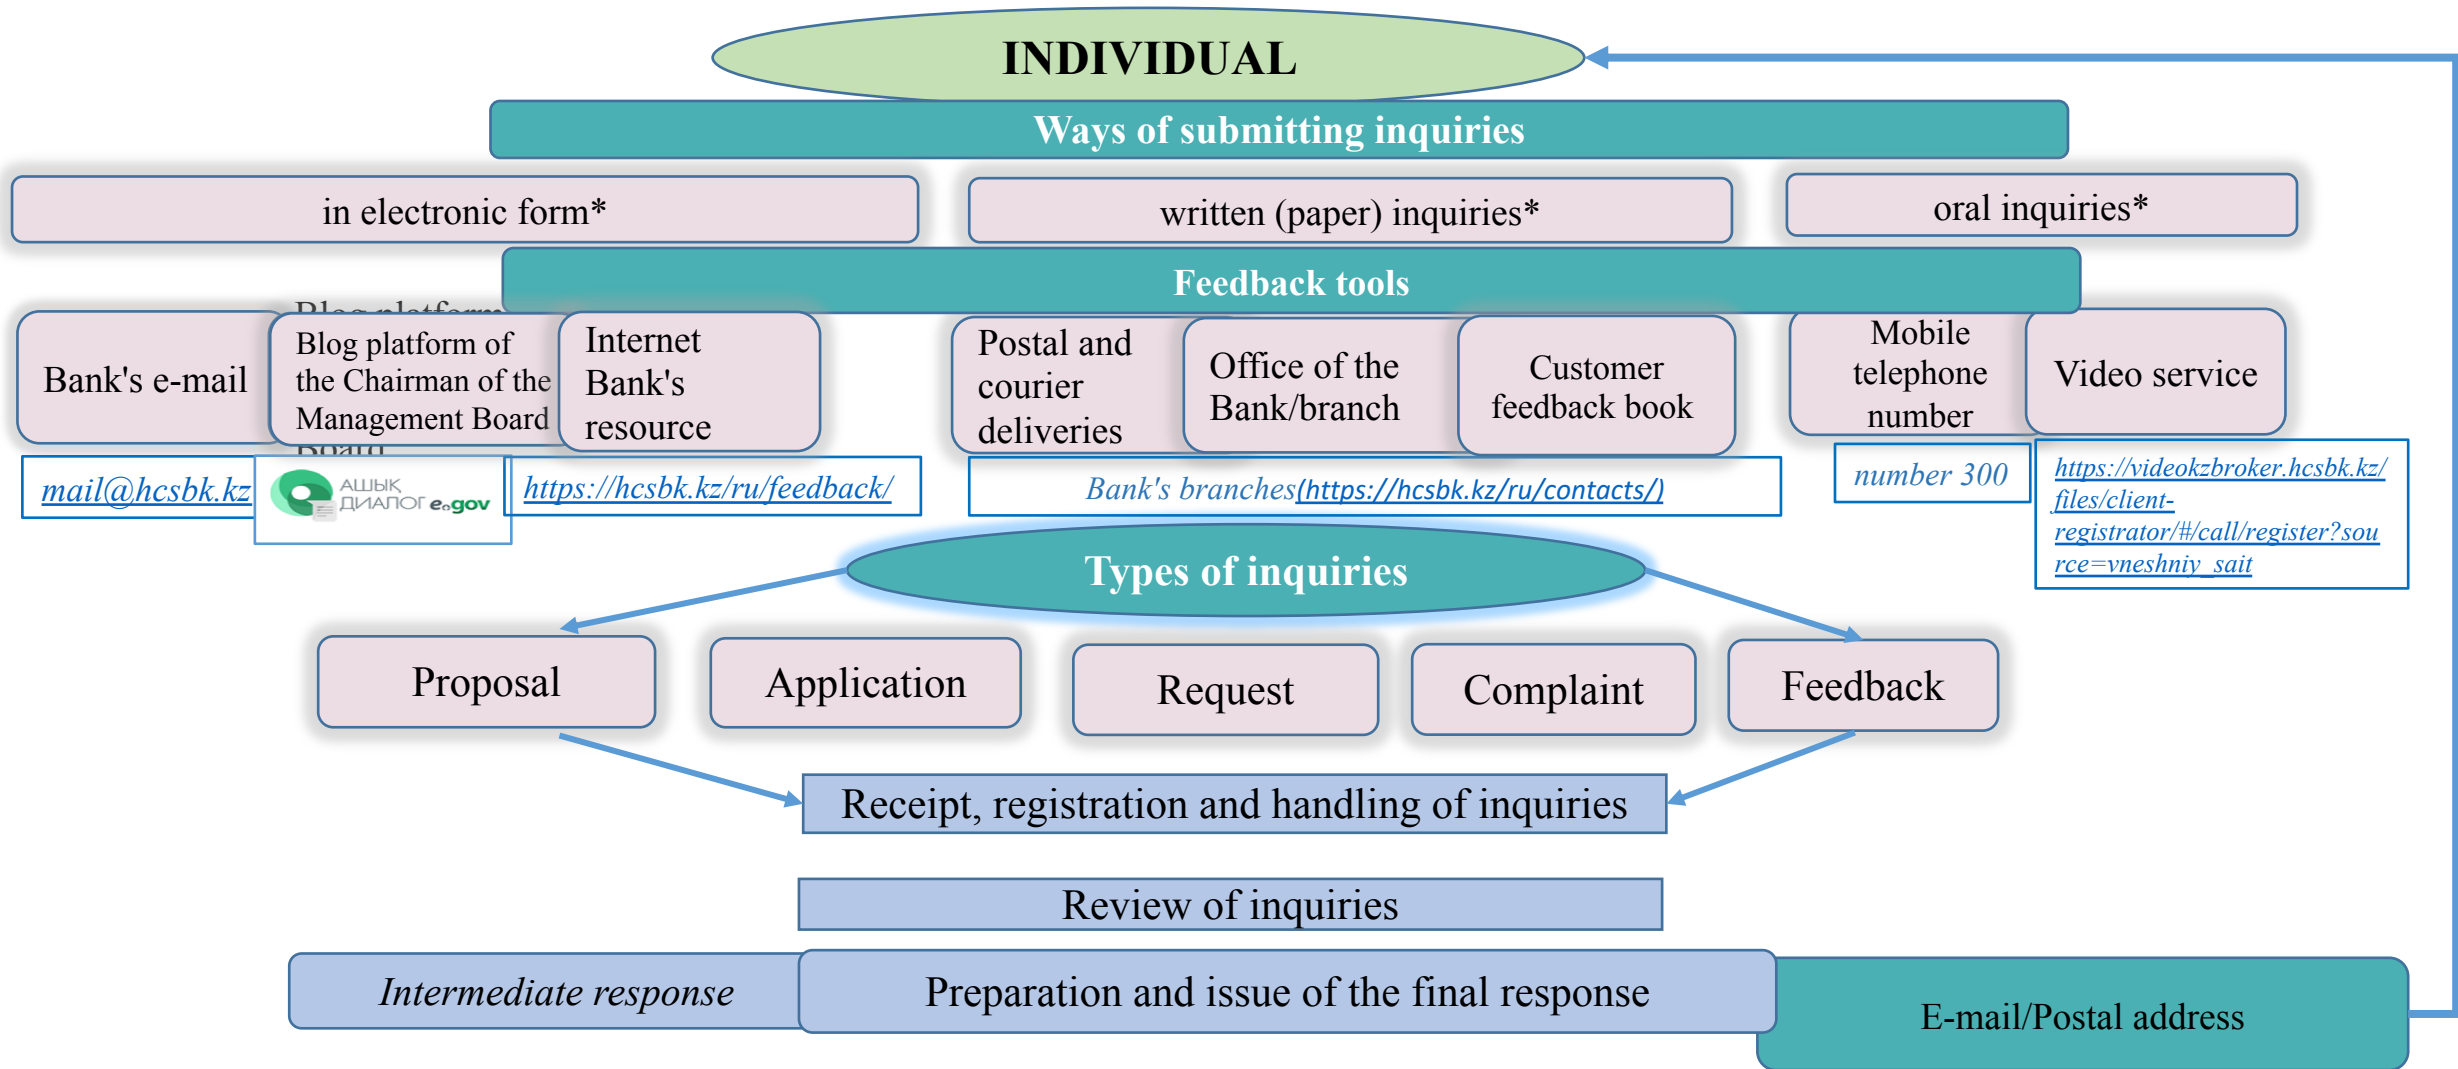 INDIVIDUAL
Ways of submitting inquiries
in electronic form*
written (paper) inquiries*
oral inquiries*
Feedback tools
Bank's e-mail
Blog platform
Blog platform of
the Chairman of the
Management Board
Board
Internet
Bank's
resource
Postal and
courier
deliveries
Office of the
Bank/branch
Customer
feedback book
Mobile
telephone
number
Video service
mail@hcsbk.kz
АШЫҚ
ДИАЛОГ e.gov
https://hcsbk.kz/ru/feedback/
Bank's branches(https://hcsbk.kz/ru/contacts/)
number 300
https://videokzbroker.hcsbk.kz/
files/client-
registrator/#/call/register?sou
rce=vneshniy_sait
Types of inquiries
Proposal
Application
Request
Complaint
Feedback
Receipt, registration and handling of inquiries
Review of inquiries
Intermediate response
Preparation and issue of the final response
E-mail/Postal address